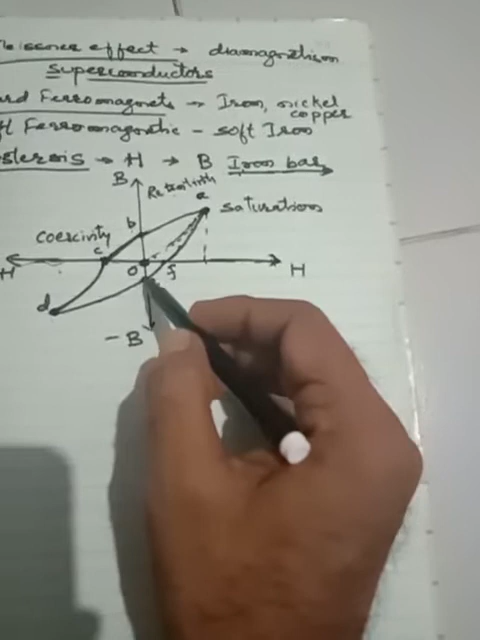 effect → diamagnetism
Superconductors
Ferromagnets → Iron, nickel
copper
Ferromagnetic - soft Iron
→ H → B Iron bar
B Retentivity
a saturation
b
coercivity
c
H O f H
d
- B